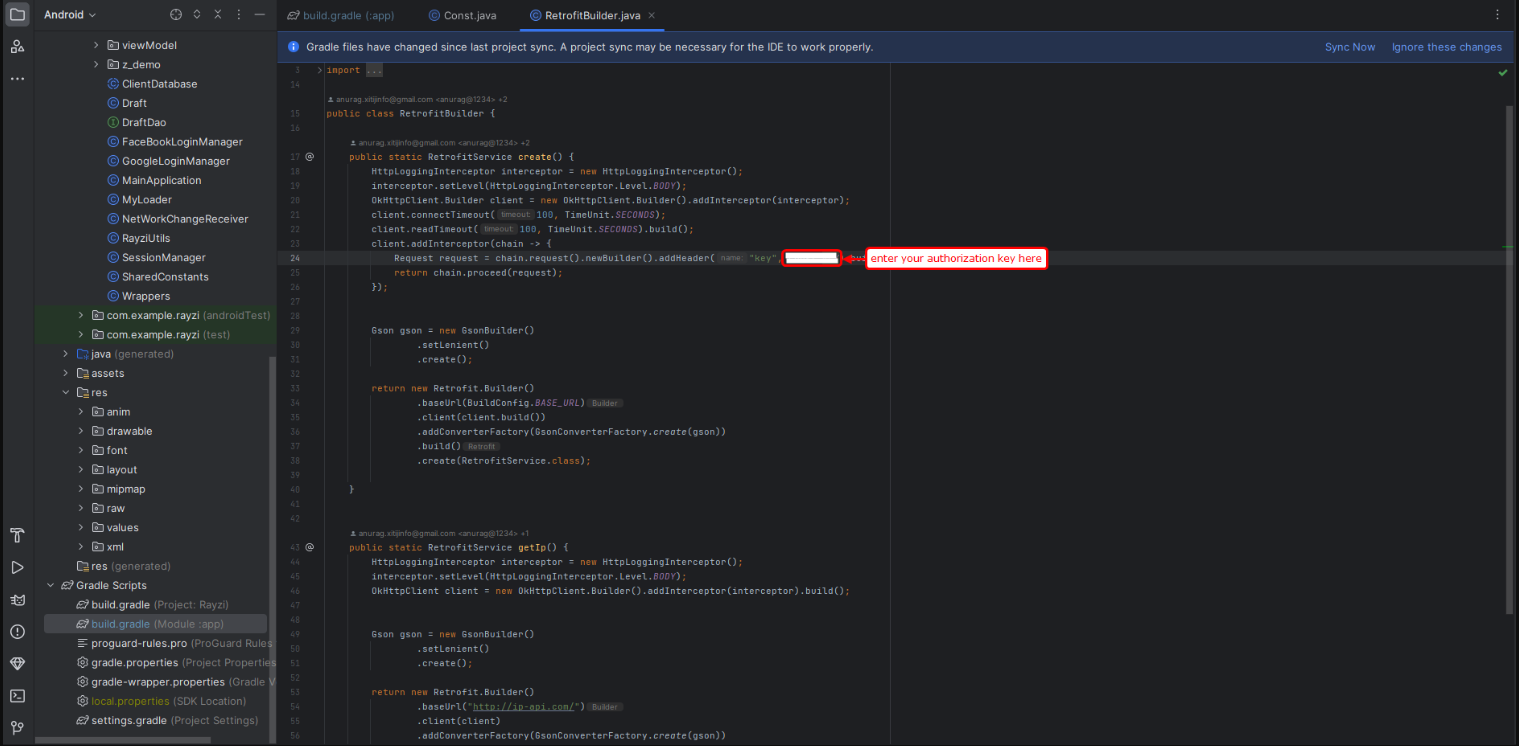 Android
build.gradle (:app)
Const.java
RetrofitBuilder.java
Gradle files have changed since last project sync. A project sync may be necessary for the IDE to work properly.
Sync Now
Ignore these changes
viewModel
z_demo
ClientDatabase
Draft
DraftDao
FaceBookLoginManager
GoogleLoginManager
MainApplication
MyLoader
NetWorkChangeReceiver
RayziUtils
SessionManager
SharedConstants
Wrappers
com.example.rayzi (androidTest)
com.example.rayzi (test)
java (generated)
assets
res
anim
drawable
font
layout
mipmap
raw
values
xml
res (generated)
Gradle Scripts
build.gradle (Project: Rayzi)
build.gradle (Module :app)
proguard-rules.pro (ProGuard Rules
gradle.properties (Project Properties
gradle-wrapper.properties (Gradle V
local.properties (SDK Location)
settings.gradle (Project Settings)
3 import ...
14
anurag.xitijinfo@gmail.com <anurag@1234> +2
15 public class RetrofitBuilder {
16
anurag.xitijinfo@gmail.com <anurag@1234> +2
17 @ public static RetrofitService create() {
18 HttpLoggingInterceptor interceptor = new HttpLoggingInterceptor();
19 interceptor.setLevel(HttpLoggingInterceptor.Level.BODY);
20 OkHttpClient.Builder client = new OkHttpClient.Builder().addInterceptor(interceptor);
21 client.connectTimeout( timeout: 100, TimeUnit.SECONDS);
22 client.readTimeout( timeout: 100, TimeUnit.SECONDS).build();
23 client.addInterceptor(chain -> {
24 Request request = chain.request().newBuilder().addHeader( name: "key", enter your authorization key here
25 return chain.proceed(request);
26 });
27
28
29 Gson gson = new GsonBuilder()
30 .setLenient()
31 .create();
32
33 return new Retrofit.Builder()
34 .baseUrl(BuildConfig.BASE_URL) Builder
35 .client(client.build())
36 .addConverterFactory(GsonConverterFactory.create(gson))
37 .build() Retrofit
38 .create(RetrofitService.class);
39
40 }
41
42
anurag.xitijinfo@gmail.com <anurag@1234> +1
43 @ public static RetrofitService getIp() {
44 HttpLoggingInterceptor interceptor = new HttpLoggingInterceptor();
45 interceptor.setLevel(HttpLoggingInterceptor.Level.BODY);
46 OkHttpClient client = new OkHttpClient.Builder().addInterceptor(interceptor).build();
47
48
49 Gson gson = new GsonBuilder()
50 .setLenient()
51 .create();
52
53 return new Retrofit.Builder()
54 .baseUrl("http://ip-api.com/") Builder
55 .client(client)
56 .addConverterFactory(GsonConverterFactory.create(gson))